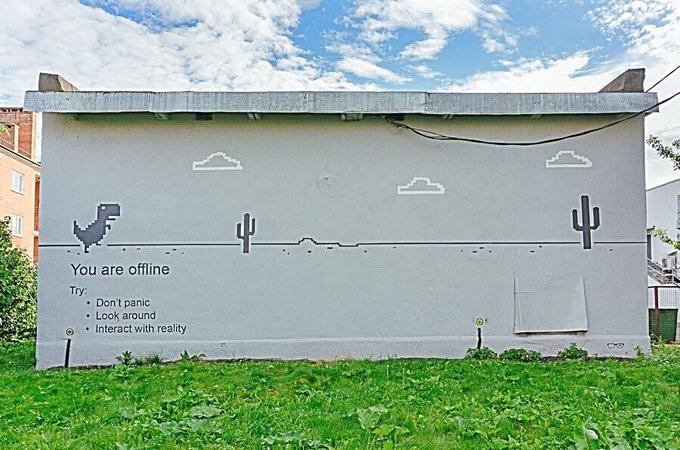 You are offline
Try:
• Don't panic
• Look around
• Interact with reality